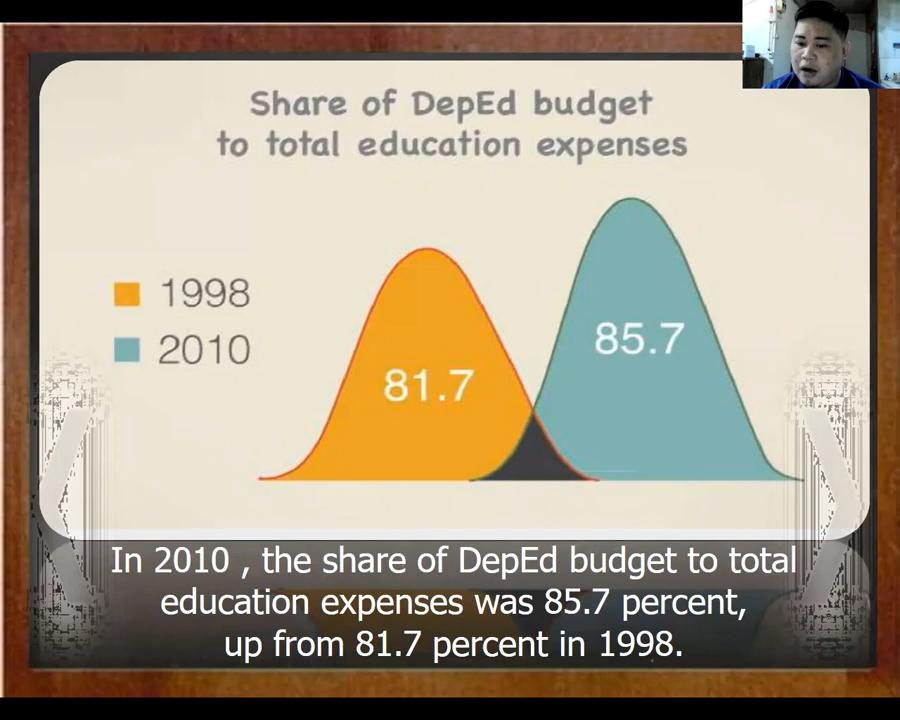 Share of DepEd budget
to total education expenses
1998
2010
81.7
85.7
In 2010 , the share of DepEd budget to total
education expenses was 85.7 percent,
up from 81.7 percent in 1998.